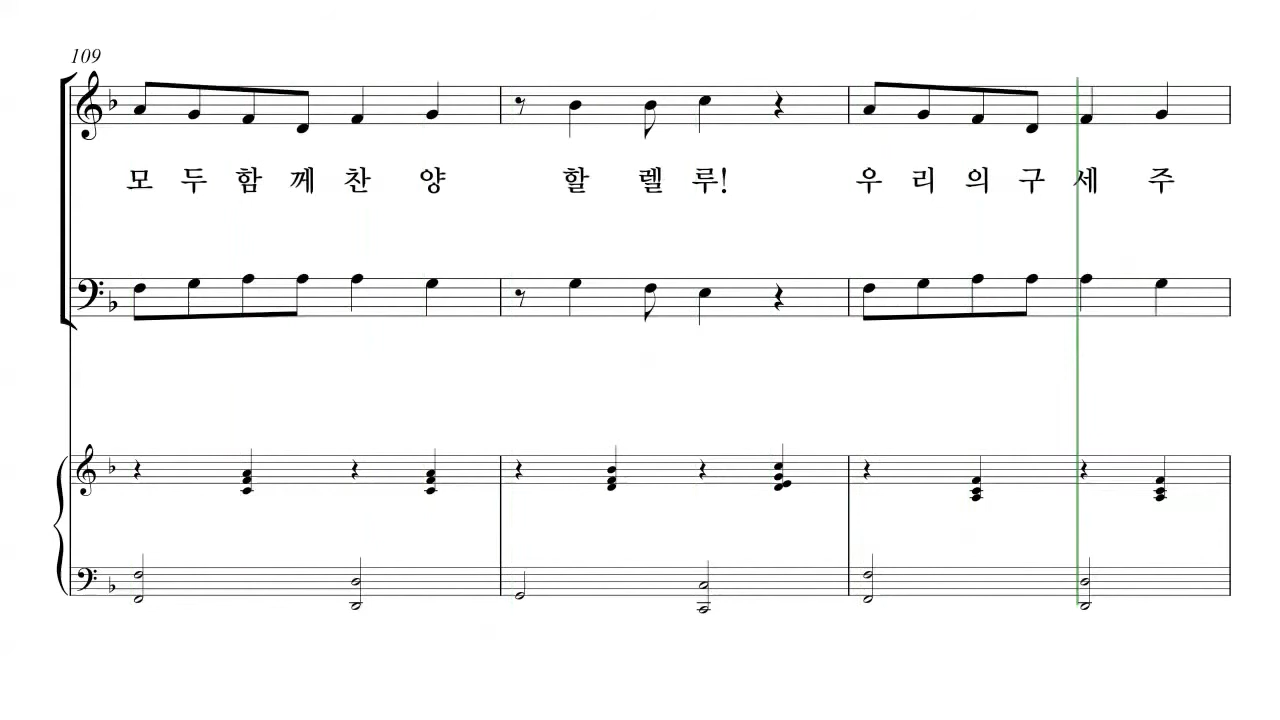 109
모 두 함 께 찬 양 할 렐 루! 우 리 의 구 세 주